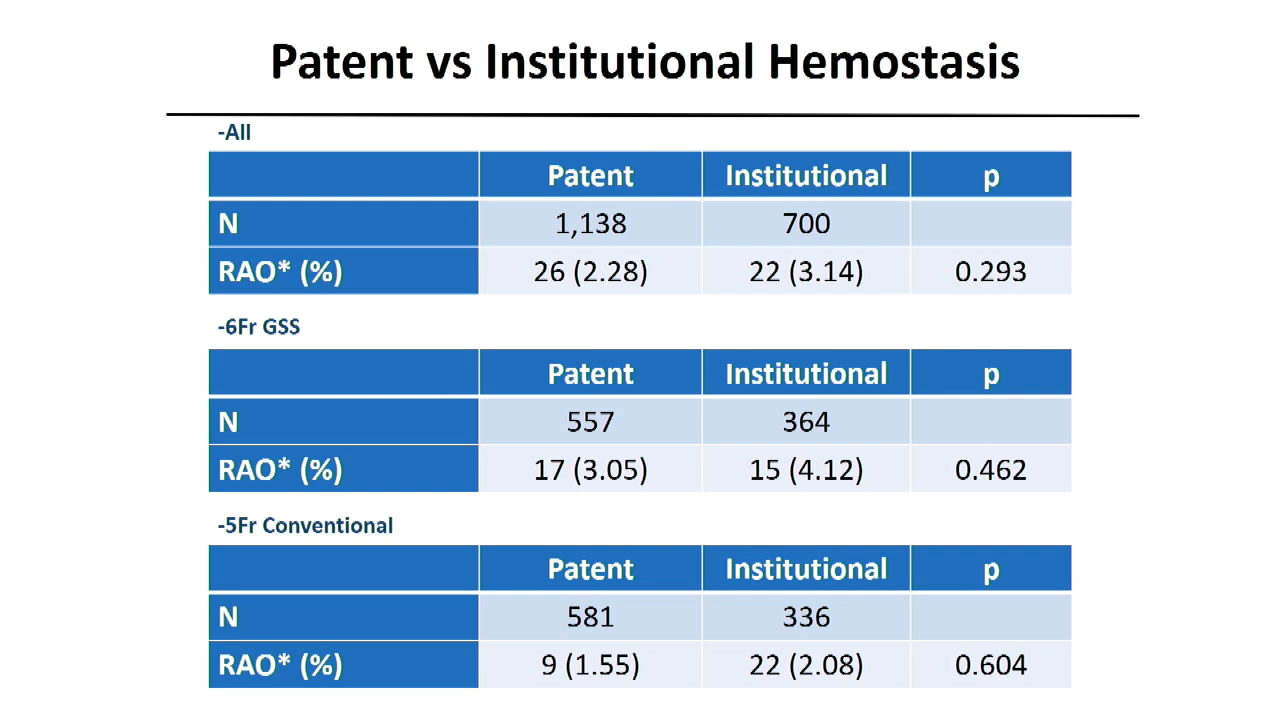 Patent vs Institutional Hemostasis
-All
Patent Institutional p
N 1,138 700
RAO* (%) 26 (2.28) 22 (3.14) 0.293
-6Fr GSS
Patent Institutional p
N 557 364
RAO* (%) 17 (3.05) 15 (4.12) 0.462
-5Fr Conventional
Patent Institutional p
N 581 336
RAO* (%) 9 (1.55) 22 (2.08) 0.604